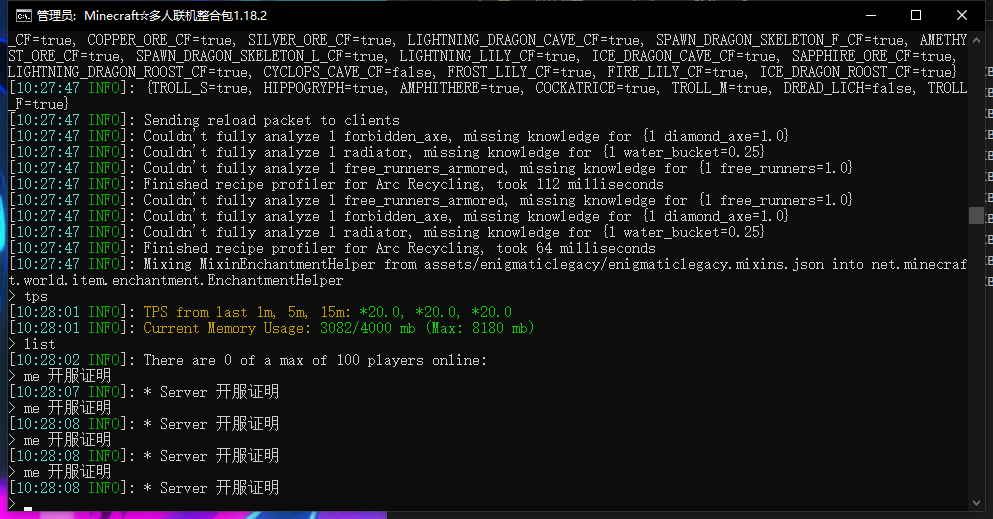 管理员: Minecraft☆多人联机整合包1.18.2
_CF=true, COPPER_ORE_CF=true, SILVER_ORE_CF=true, LIGHTNING_DRAGON_CAVE_CF=true, SPAWN_DRAGON_SKELETON_F_CF=true, AMETHY
ST_ORE_CF=true, SPAWN_DRAGON_SKELETON_L_CF=true, LIGHTNING_LILY_CF=true, ICE_DRAGON_CAVE_CF=true, SAPPHIRE_ORE_CF=true,
LIGHTNING_DRAGON_ROOST_CF=true, CYCLOPS_CAVE_CF=false, FROST_LILY_CF=true, FIRE_LILY_CF=true, ICE_DRAGON_ROOST_CF=true}
[10:27:47 INFO]: {TROLL_S=true, HIPPOGRYPH=true, AMPHITHERE=true, COCKATRICE=true, TROLL_M=true, DREAD_LICH=false, TROLL
_F=true}
[10:27:47 INFO]: Sending reload packet to clients
[10:27:47 INFO]: Couldn't fully analyze 1 forbidden_axe, missing knowledge for {1 diamond_axe=1.0}
[10:27:47 INFO]: Couldn't fully analyze 1 radiator, missing knowledge for {1 water_bucket=0.25}
[10:27:47 INFO]: Couldn't fully analyze 1 free_runners_armored, missing knowledge for {1 free_runners=1.0}
[10:27:47 INFO]: Finished recipe profiler for Arc Recycling, took 112 milliseconds
[10:27:47 INFO]: Couldn't fully analyze 1 free_runners_armored, missing knowledge for {1 free_runners=1.0}
[10:27:47 INFO]: Couldn't fully analyze 1 forbidden_axe, missing knowledge for {1 diamond_axe=1.0}
[10:27:47 INFO]: Couldn't fully analyze 1 radiator, missing knowledge for {1 water_bucket=0.25}
[10:27:47 INFO]: Finished recipe profiler for Arc Recycling, took 64 milliseconds
[10:27:47 INFO]: Mixing MixinEnchantmentHelper from assets/enigmaticlegacy/enigmaticlegacy.mixins.json into net.minecraf
t.world.item.enchantment.EnchantmentHelper
> tps
[10:28:01 INFO]: TPS from last 1m, 5m, 15m: *20.0, *20.0, *20.0
[10:28:01 INFO]: Current Memory Usage: 3082/4000 mb (Max: 8180 mb)
> list
[10:28:02 INFO]: There are 0 of a max of 100 players online:
> me 开服证明
[10:28:07 INFO]: * Server 开服证明
> me 开服证明
[10:28:08 INFO]: * Server 开服证明
> me 开服证明
[10:28:08 INFO]: * Server 开服证明
> me 开服证明
[10:28:08 INFO]: * Server 开服证明
>